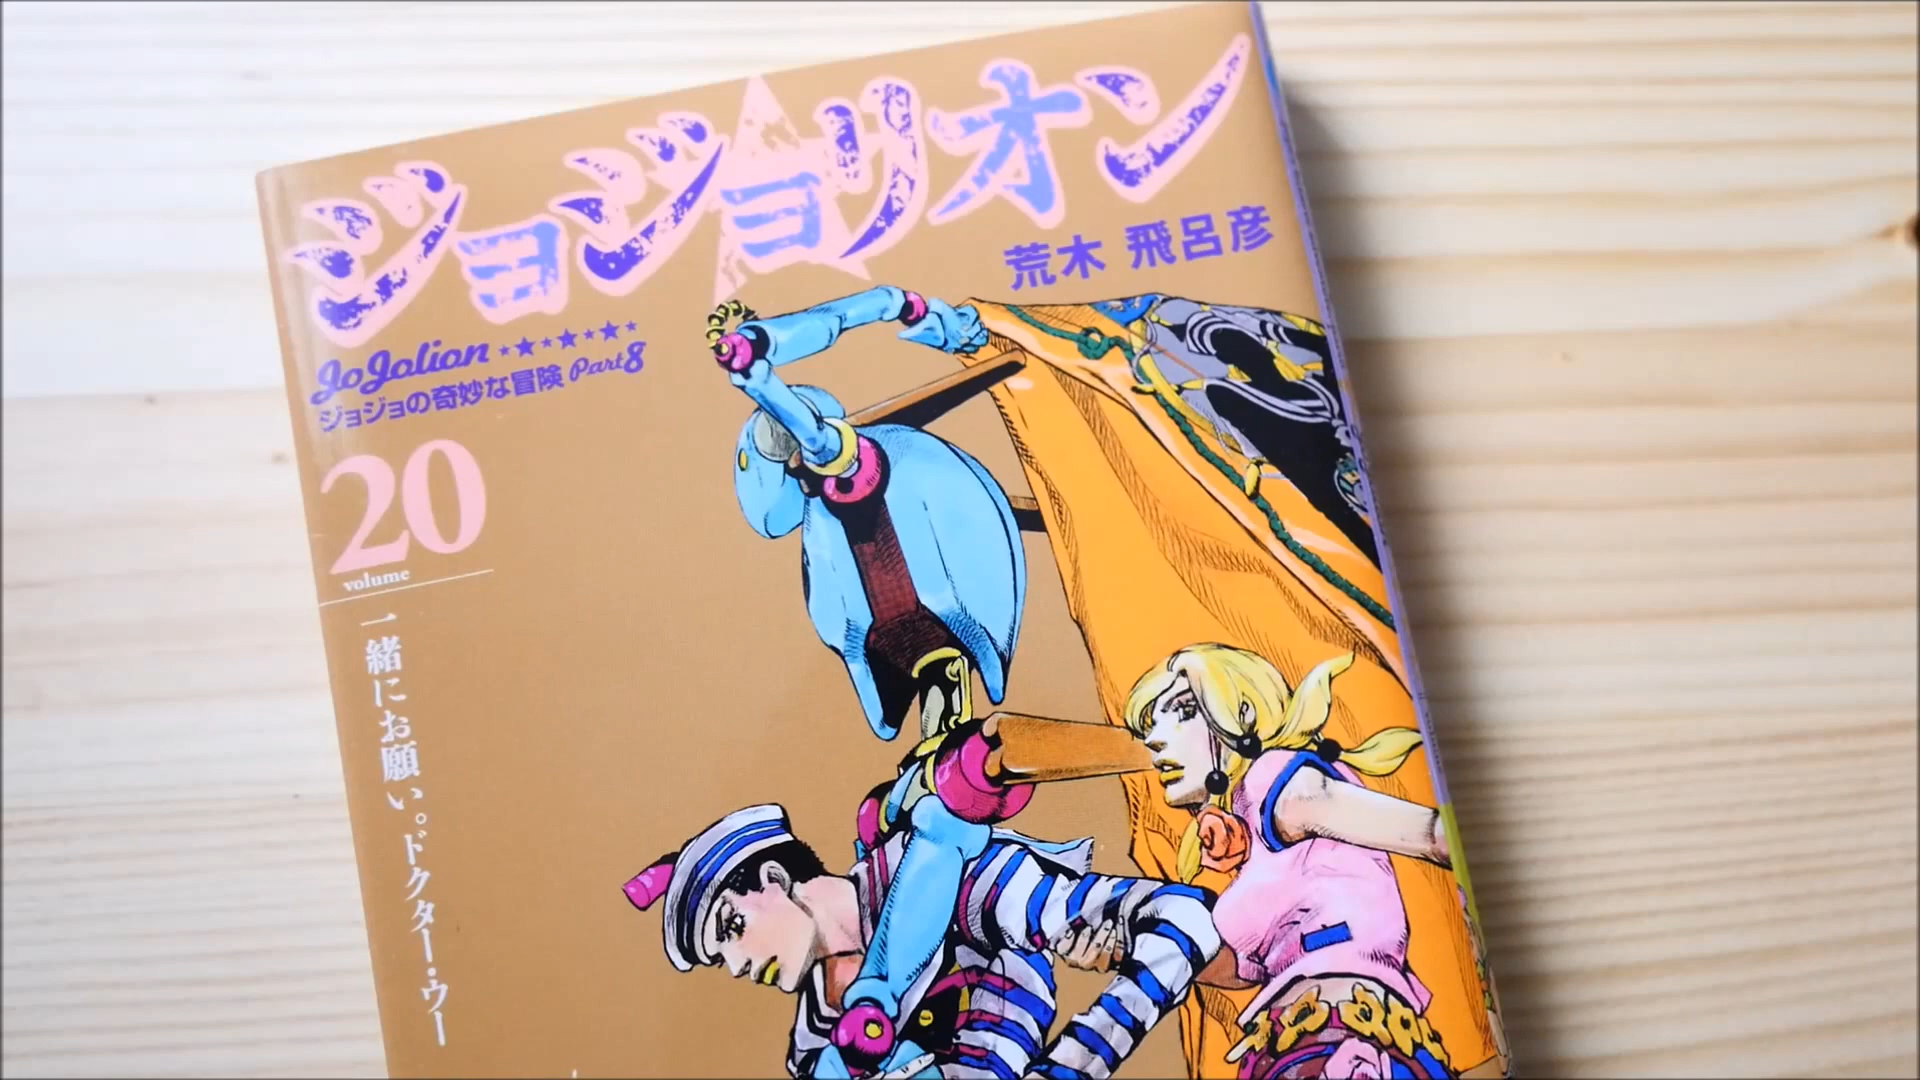 ジョジョリオン
荒木 飛呂彦
JoJolion
ジョジョの奇妙な冒険 Part8
20
volume
一緒にお願い。ドクター・ウー